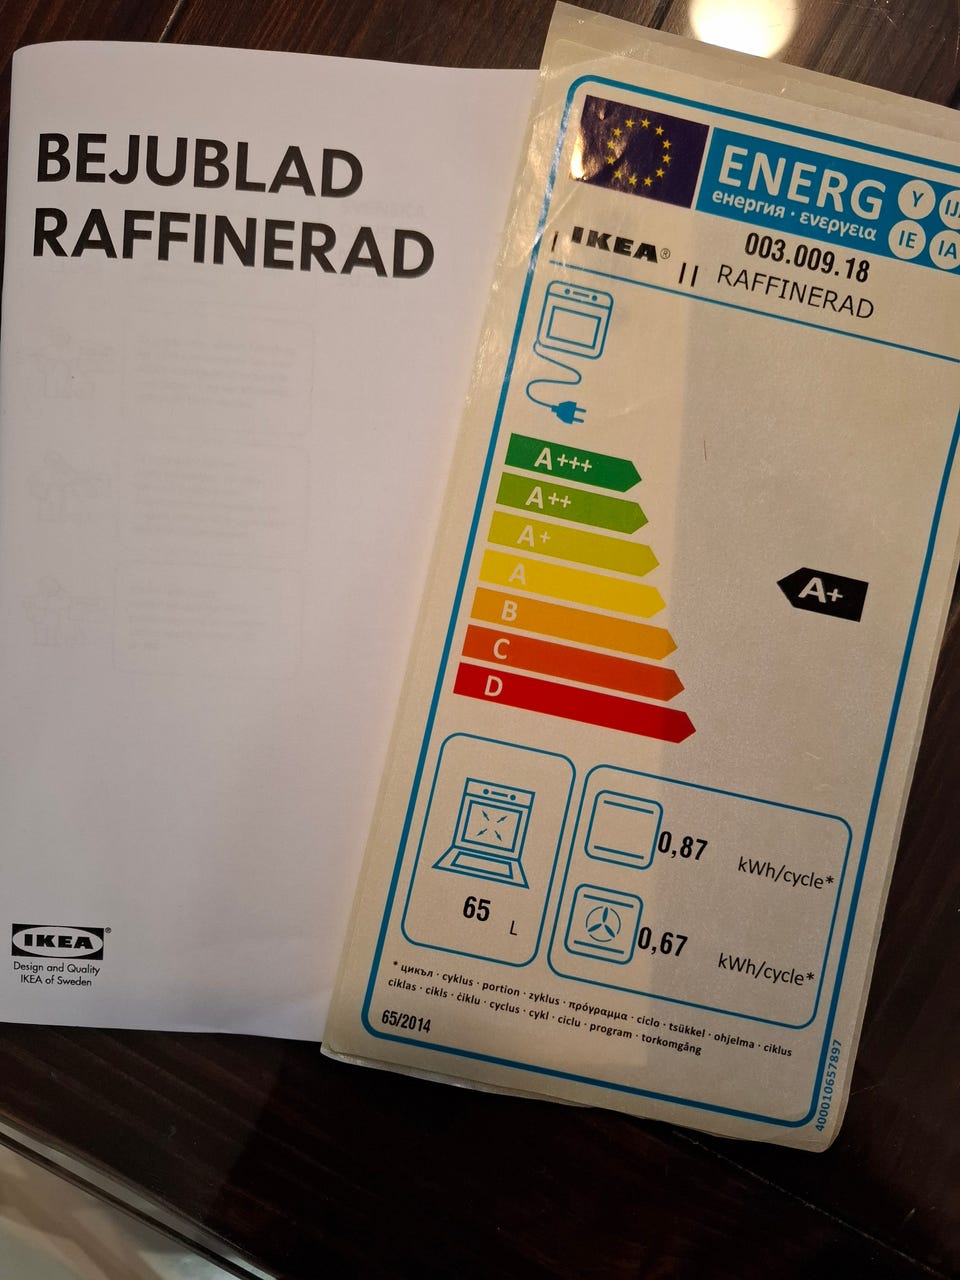 BEJUBLAD
RAFFINERAD
IKEA®
Design and Quality
IKEA of Sweden
ENERG
енергия · ενεργεια
Y
IJA
IE
IA
IKEA®
003.009.18
RAFFINERAD
A+++
A++
A+
A
B
C
D
A+
65 L
0,87 kWh/cycle*
0,67 kWh/cycle*
* цикъл · cyklus · portion · zyklus · πρόγραμμα · ciclo · tsükkel · ohjelma · ciklus
ciklas · cikls · ċiklu · cyclus · cykl · ciclu · program · torkomgång
65/2014
400010657897